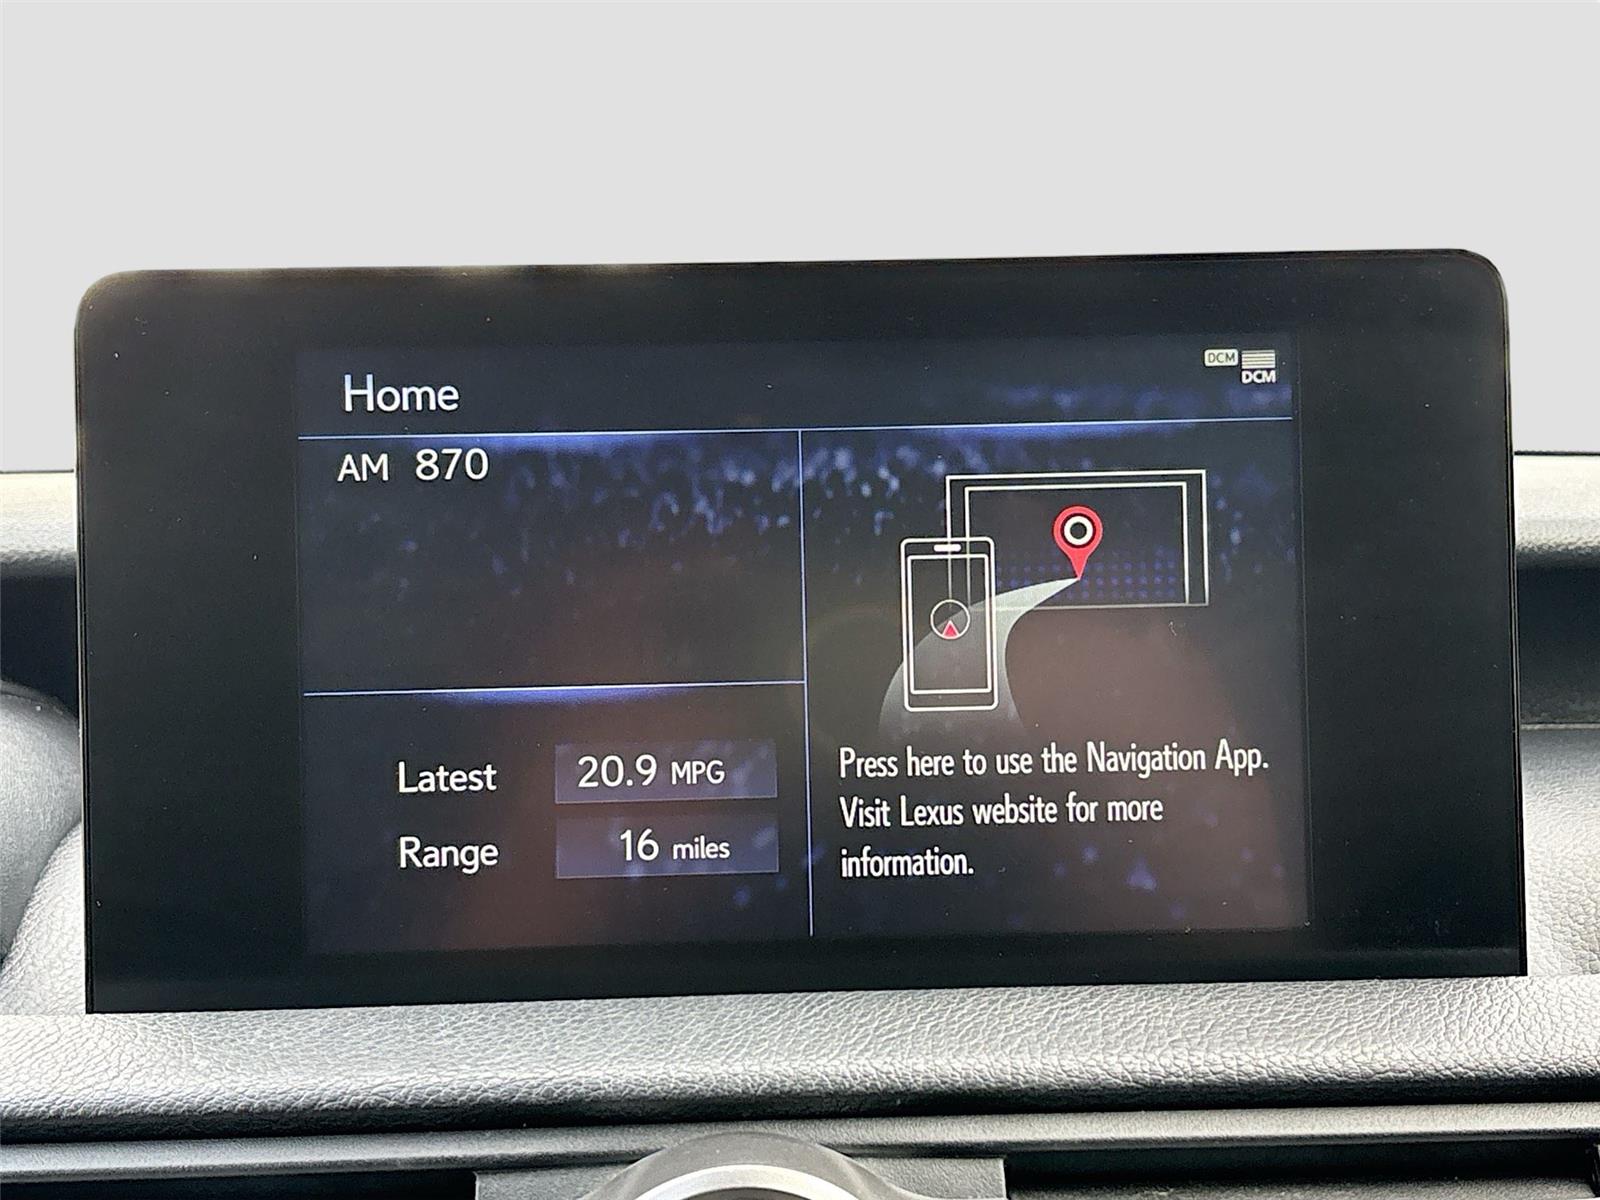 Home
DCM
DCM
AM 870
Latest 20.9 MPG
Range 16 miles
Press here to use the Navigation App.
Visit Lexus website for more
information.